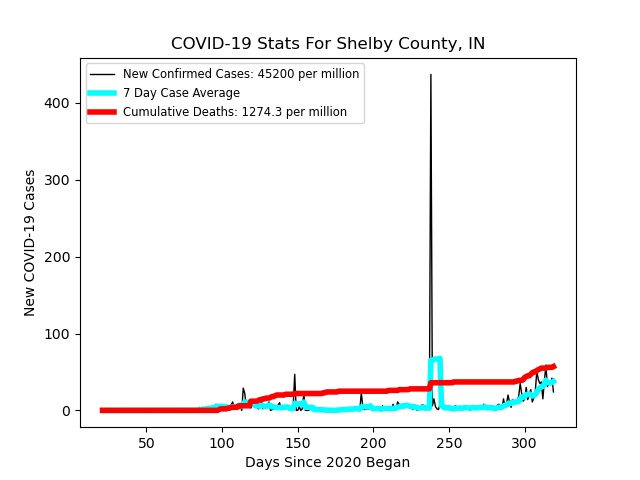 COVID-19 Stats For Shelby County, IN
New Confirmed Cases: 45200 per million
7 Day Case Average
Cumulative Deaths: 1274.3 per million
New COVID-19 Cases
400
300
200
100
0
50 100 150 200 250 300
Days Since 2020 Began